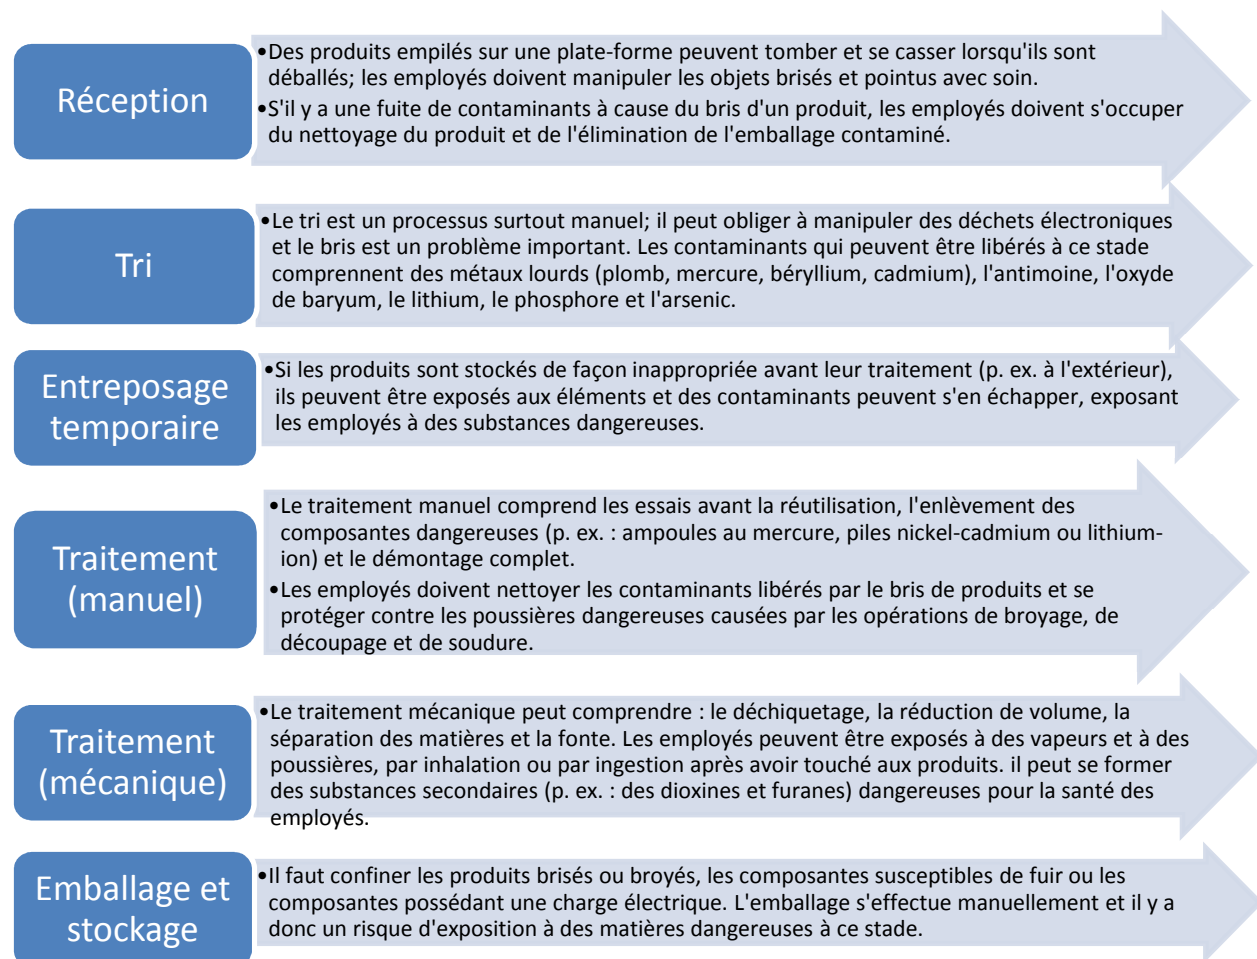 Réception
•Des produits empilés sur une plate-forme peuvent tomber et se casser lorsqu'ils sont
déballés; les employés doivent manipuler les objets brisés et pointus avec soin.
•S'il y a une fuite de contaminants à cause du bris d'un produit, les employés doivent s'occuper
du nettoyage du produit et de l'élimination de l'emballage contaminé.
Tri
•Le tri est un processus surtout manuel; il peut obliger à manipuler des déchets électroniques
et le bris est un problème important. Les contaminants qui peuvent être libérés à ce stade
comprennent des métaux lourds (plomb, mercure, béryllium, cadmium), l'antimoine, l'oxyde
de baryum, le lithium, le phosphore et l'arsenic.
Entreposage
temporaire
•Si les produits sont stockés de façon inappropriée avant leur traitement (p. ex. à l'extérieur),
ils peuvent être exposés aux éléments et des contaminants peuvent s'en échapper, exposant
les employés à des substances dangereuses.
Traitement
(manuel)
•Le traitement manuel comprend les essais avant la réutilisation, l'enlèvement des
composantes dangereuses (p. ex. : ampoules au mercure, piles nickel-cadmium ou lithium-
ion) et le démontage complet.
•Les employés doivent nettoyer les contaminants libérés par le bris de produits et se
protéger contre les poussières dangereuses causées par les opérations de broyage, de
découpage et de soudure.
Traitement
(mécanique)
•Le traitement mécanique peut comprendre : le déchiquetage, la réduction de volume, la
séparation des matières et la fonte. Les employés peuvent être exposés à des vapeurs et à des
poussières, par inhalation ou par ingestion après avoir touché aux produits. il peut se former
des substances secondaires (p. ex. : des dioxines et furanes) dangereuses pour la santé des
employés.
Emballage et
stockage
•Il faut confiner les produits brisés ou broyés, les composantes susceptibles de fuir ou les
composantes possédant une charge électrique. L'emballage s'effectue manuellement et il y a
donc un risque d'exposition à des matières dangereuses à ce stade.